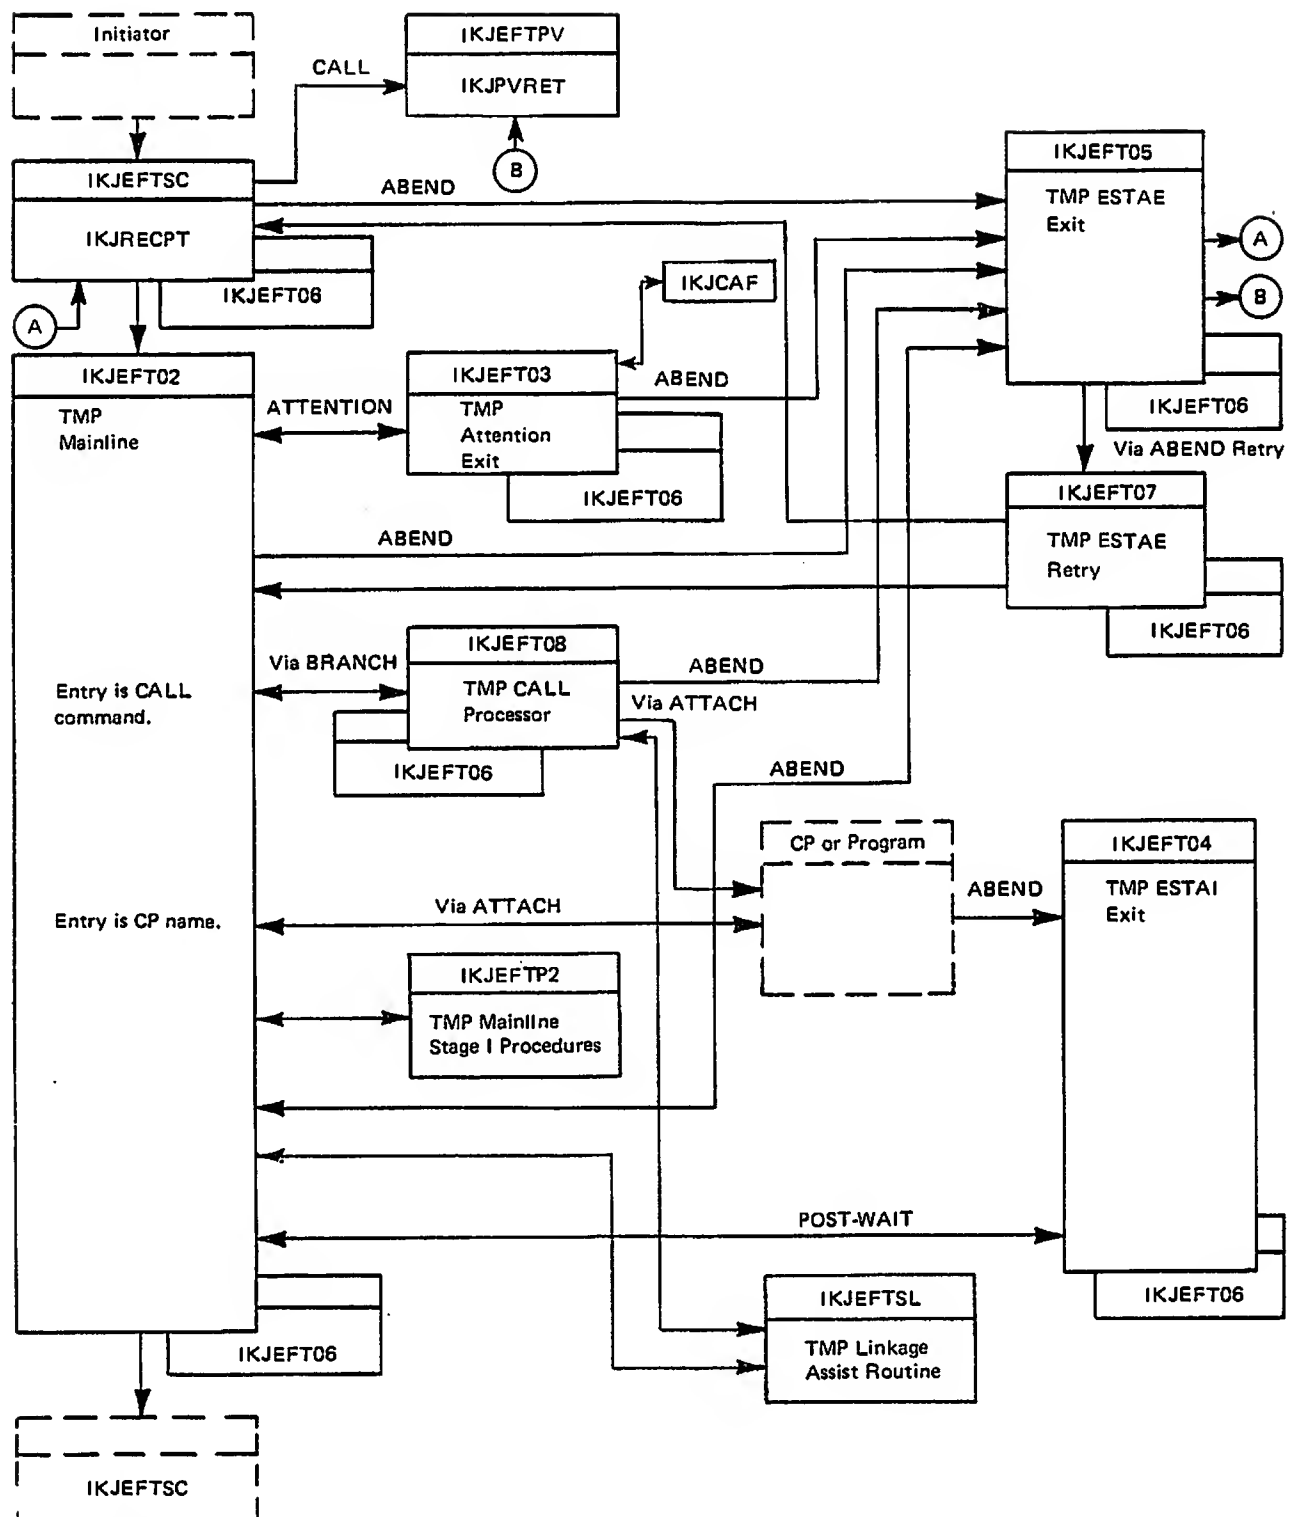 Initiator
IKJEFTPV
CALL
IKJPVRET
B
IKJEFTSC
ABEND
IKJRECPT
IKJEFT06
A
IKJEFT05
TMP ESTAE
Exit
A
B
IKJEFT06
Via ABEND Retry
IKJCAF
IKJEFT02
TMP
Mainline
ATTENTION
IKJEFT03
TMP
Attention
Exit
ABEND
IKJEFT06
IKJEFT07
TMP ESTAE
Retry
IKJEFT06
ABEND
Via BRANCH
IKJEFT08
TMP CALL
Processor
ABEND
Via ATTACH
IKJEFT06
Entry is CALL
command.
ABEND
CP or Program
ABEND
IKJEFT04
TMP ESTAI
Exit
Entry is CP name.
Via ATTACH
IKJEFTP2
TMP Mainline
Stage I Procedures
POST-WAIT
IKJEFT06
IKJEFTSL
TMP Linkage
Assist Routine
IKJEFT06
IKJEFTSC